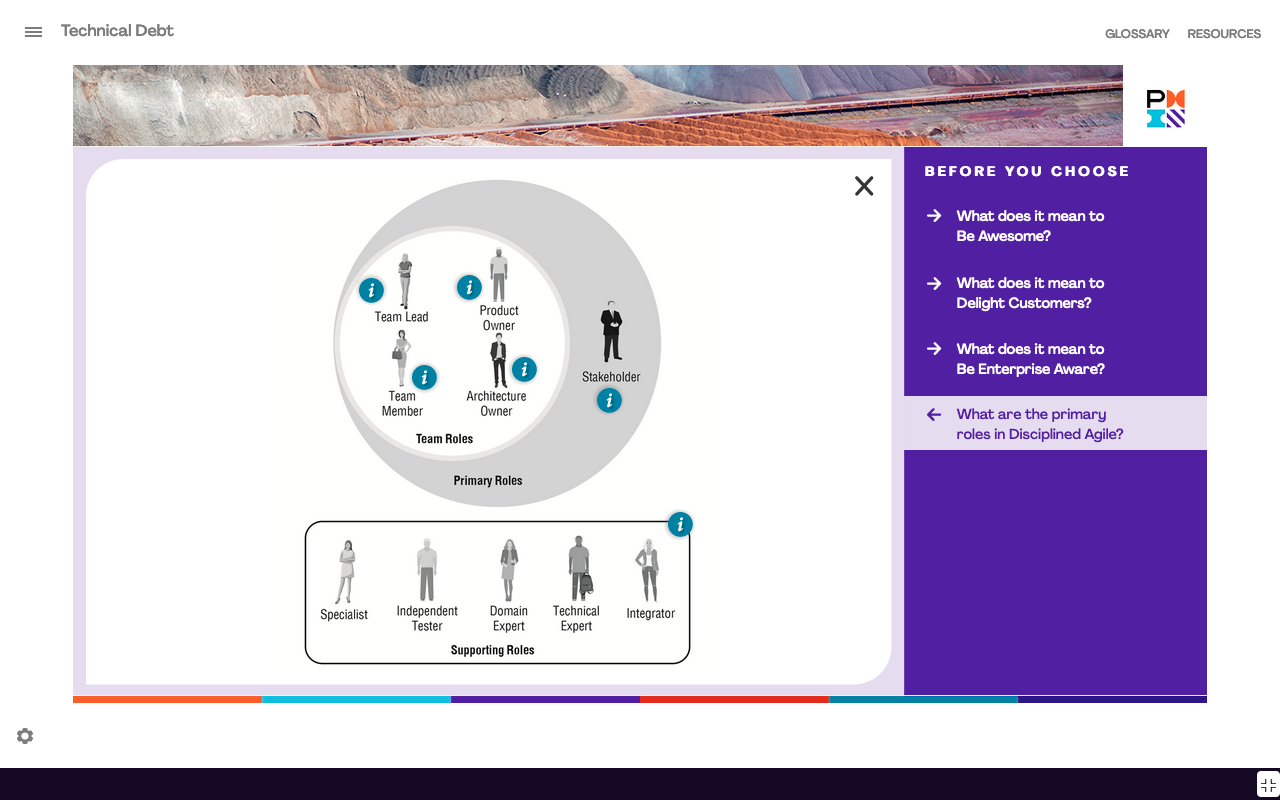 Technical Debt
GLOSSARY
RESOURCES
PM
BEFORE YOU CHOOSE
What does it mean to
Be Awesome?
What does it mean to
Delight Customers?
What does it mean to
Be Enterprise Aware?
What are the primary
roles in Disciplined Agile?
i
Team Lead
i
Product
Owner
i
Team
Member
i
Architecture
Owner
Team Roles
Stakeholder
i
Primary Roles
i
Specialist
Independent
Tester
Domain
Expert
Technical
Expert
Integrator
Supporting Roles